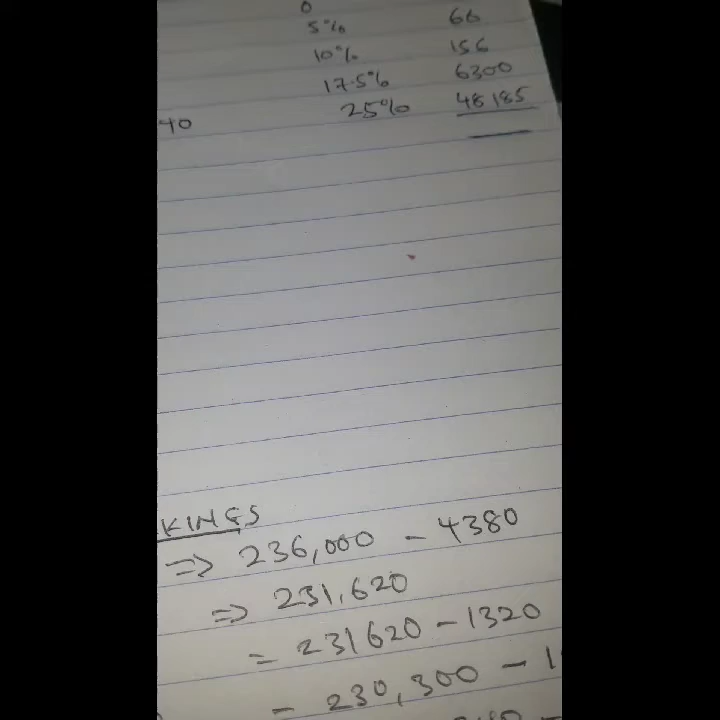 0
5% 66
10% 156
17.5% 6300
40 25% 48185
KINGS
=> 236,000 - 4380
=> 231,620
= 231620 - 1320
- 230,300 - 1